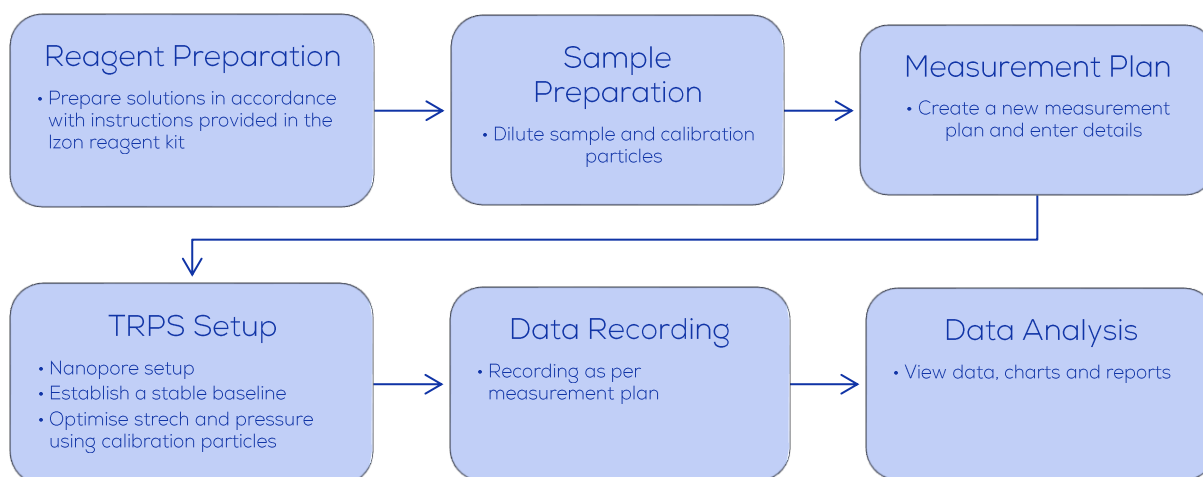 Reagent Preparation
• Prepare solutions in accordance
with instructions provided in the
Izon reagent kit
Sample
Preparation
• Dilute sample and calibration
particles
Measurement Plan
• Create a new measurement
plan and enter details
TRPS Setup
• Nanopore setup
• Establish a stable baseline
• Optimise strech and pressure
using calibration particles
Data Recording
• Recording as per
measurement plan
Data Analysis
• View data, charts and reports